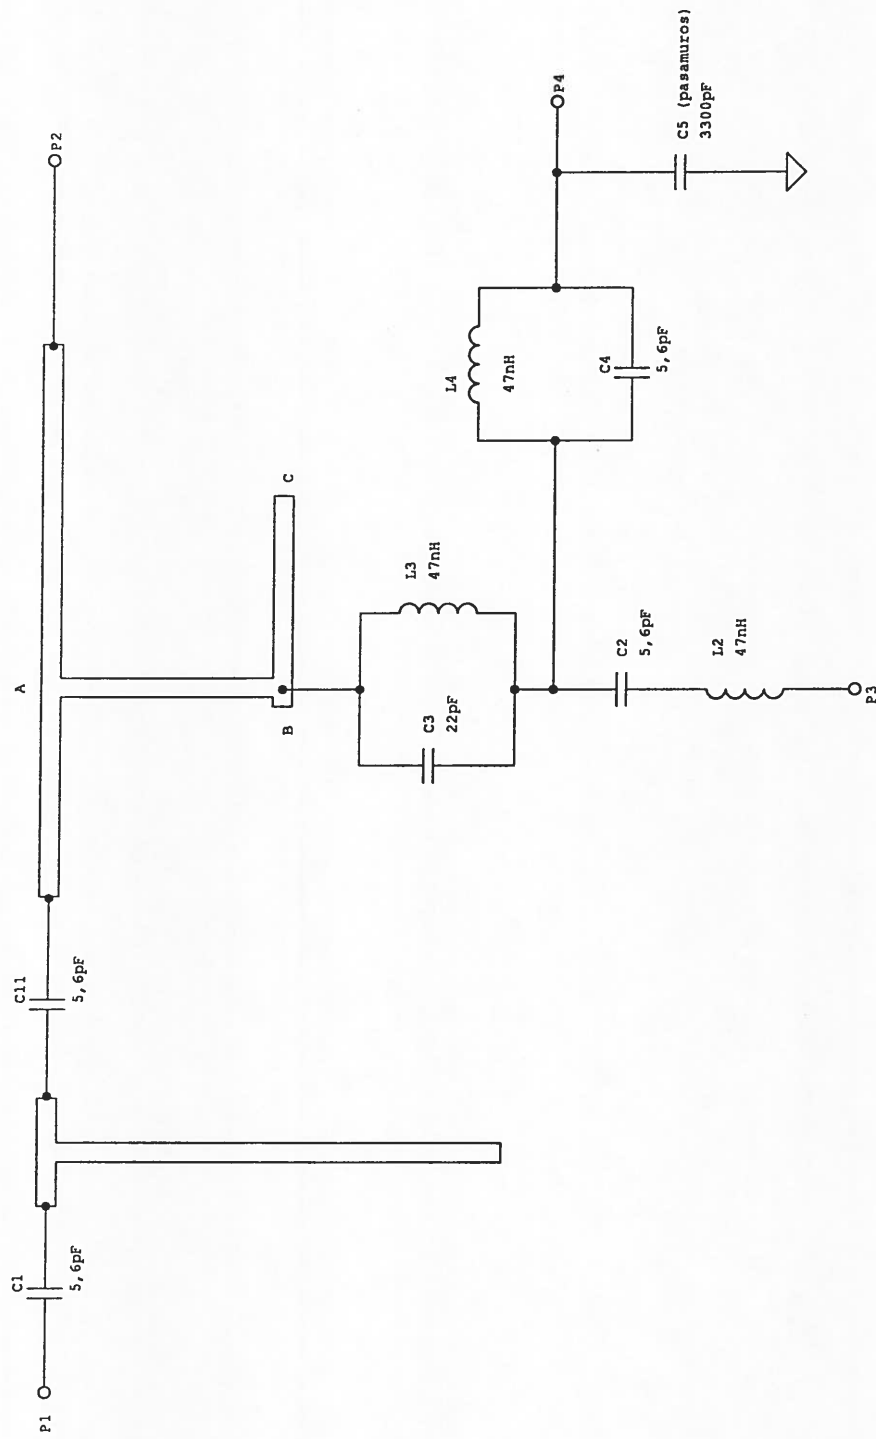 P1
C1
5,6pF
C11
5,6pF
A
P2
B
C
C3
22pF
L3
47nH
C2
5,6pF
L2
47nH
P3
L4
47nH
C4
5,6pF
P4
C5 (pasamuros)
3300pF